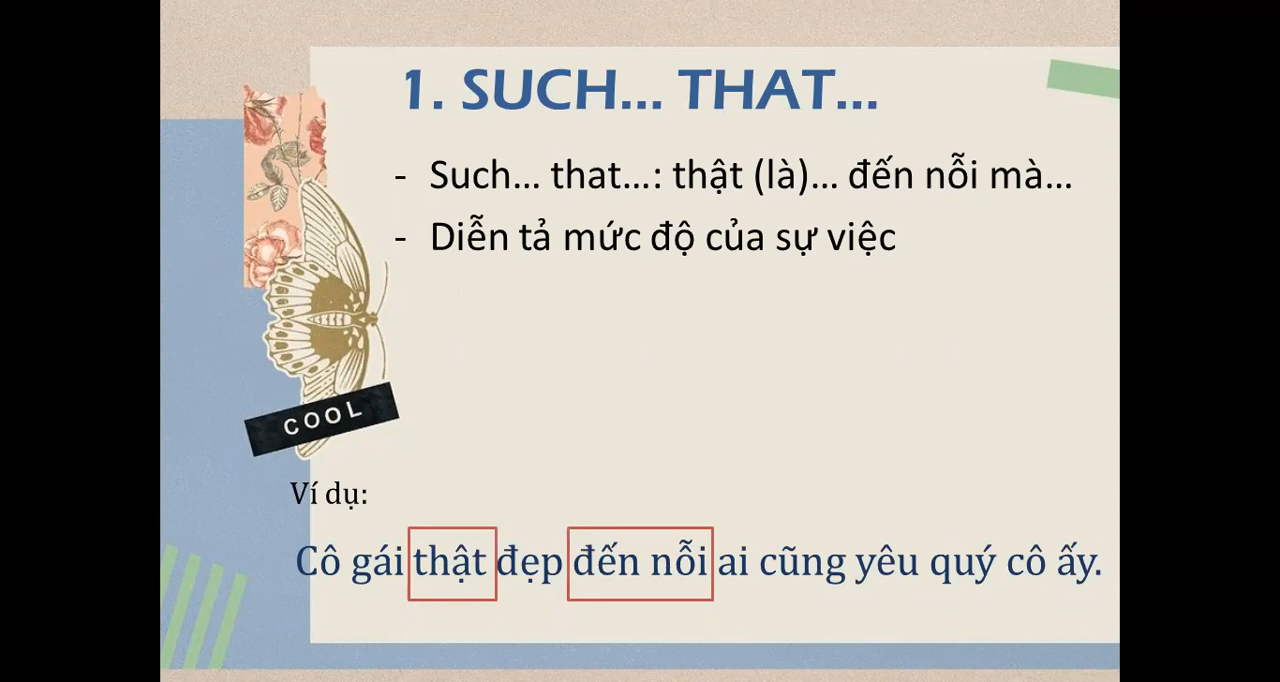 1. SUCH... THAT...
- Such... that...: thật (là)... đến nỗi mà...
- Diễn tả mức độ của sự việc
COOL
Ví dụ:
Cô gái thật đẹp đến nỗi ai cũng yêu quý cô ấy.